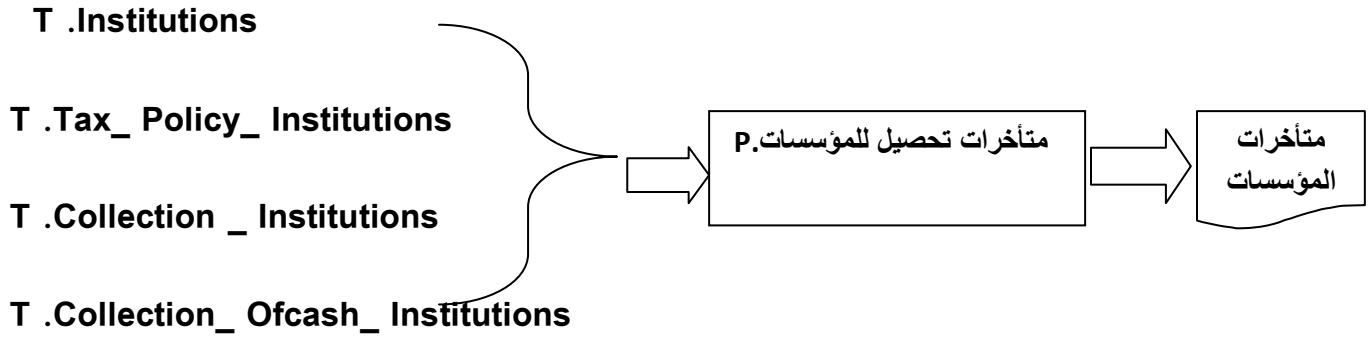 T .Institutions
T .Tax_ Policy_ Institutions
T .Collection _ Institutions
T .Collection_ Ofcash_ Institutions
متأخرات تحصيل للمؤسسات.P
متأخرات
المؤسسات